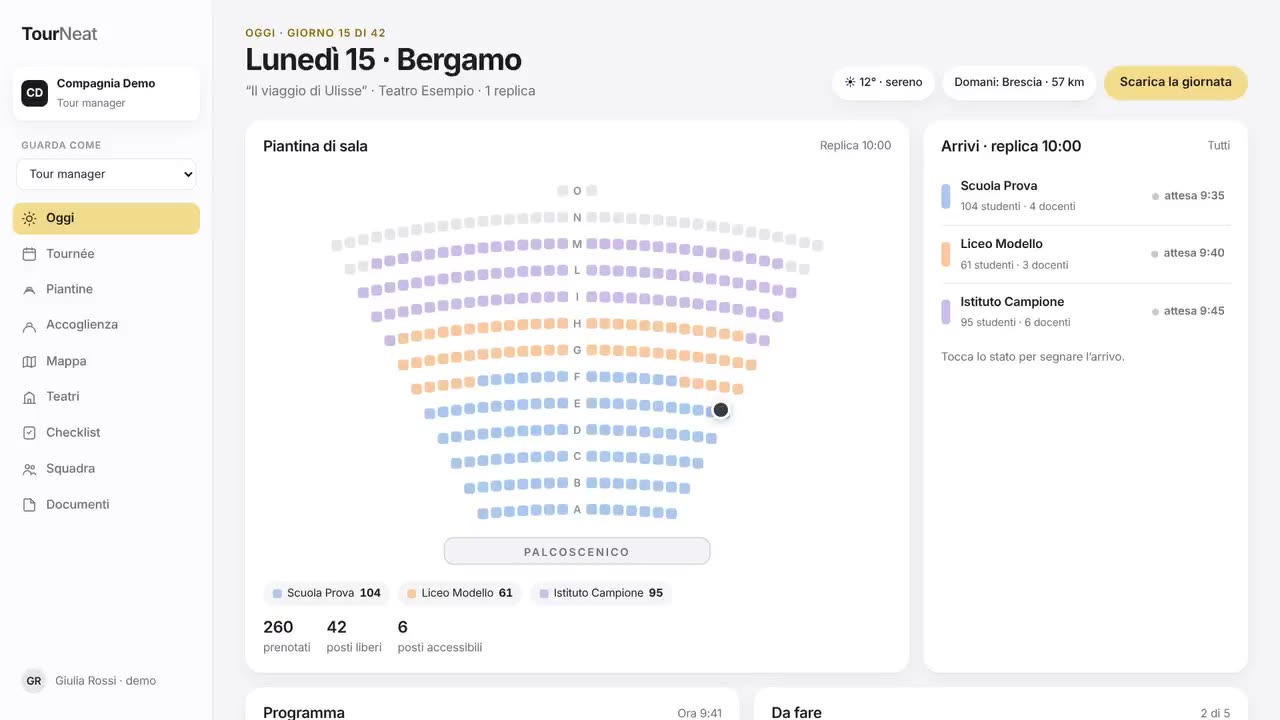 TourNeat
CD
Compagnia Demo
Tour manager
GUARDA COME
Tour manager
Oggi
Tournée
Piantine
Accoglienza
Mappa
Teatri
Checklist
Squadra
Documenti
GR
Giulia Rossi · demo
OGGI · GIORNO 15 DI 42
Lunedì 15 · Bergamo
“Il viaggio di Ulisse” · Teatro Esempio · 1 replica
12° · sereno
Domani: Brescia · 57 km
Scarica la giornata
Piantina di sala
Replica 10:00
O
N
M
L
I
H
G
F
E
D
C
B
A
PALCOSCENICO
Scuola Prova 104
Liceo Modello 61
Istituto Campione 95
260
prenotati
42
posti liberi
6
posti accessibili
Arrivi · replica 10:00
Tutti
Scuola Prova
104 studenti · 4 docenti
attesa 9:35
Liceo Modello
61 studenti · 3 docenti
attesa 9:40
Istituto Campione
95 studenti · 6 docenti
attesa 9:45
Tocca lo stato per segnare l’arrivo.
Programma
Ora 9:41
Da fare
2 di 5